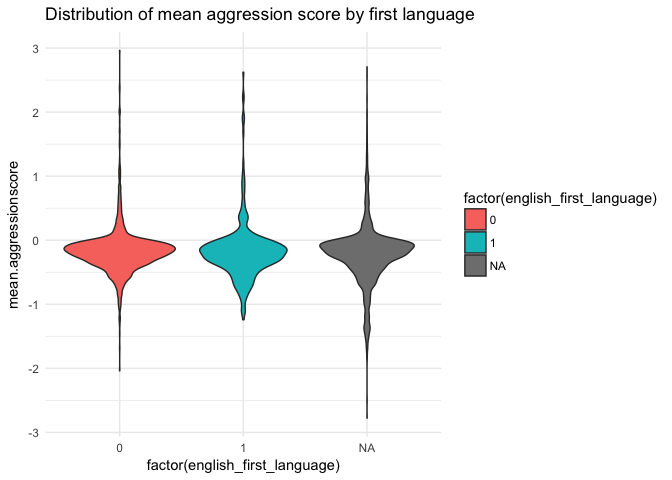 Distribution of mean aggression score by first language
3
2
1
0
-1
-2
-3
mean.aggressionscore
0
1
NA
factor(english_first_language)
factor(english_first_language)
0
1
NA